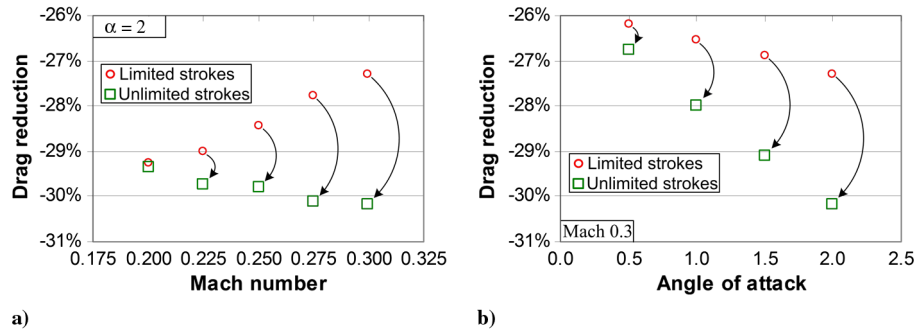 -26%
-27%
-28%
-29%
-30%
-31%
Drag reduction
α = 2
Limited strokes
Unlimited strokes
0.175 0.200 0.225 0.250 0.275 0.300 0.325
Mach number
a)
-26%
-27%
-28%
-29%
-30%
-31%
Drag reduction
Limited strokes
Unlimited strokes
Mach 0.3
0.0 0.5 1.0 1.5 2.0 2.5
Angle of attack
b)